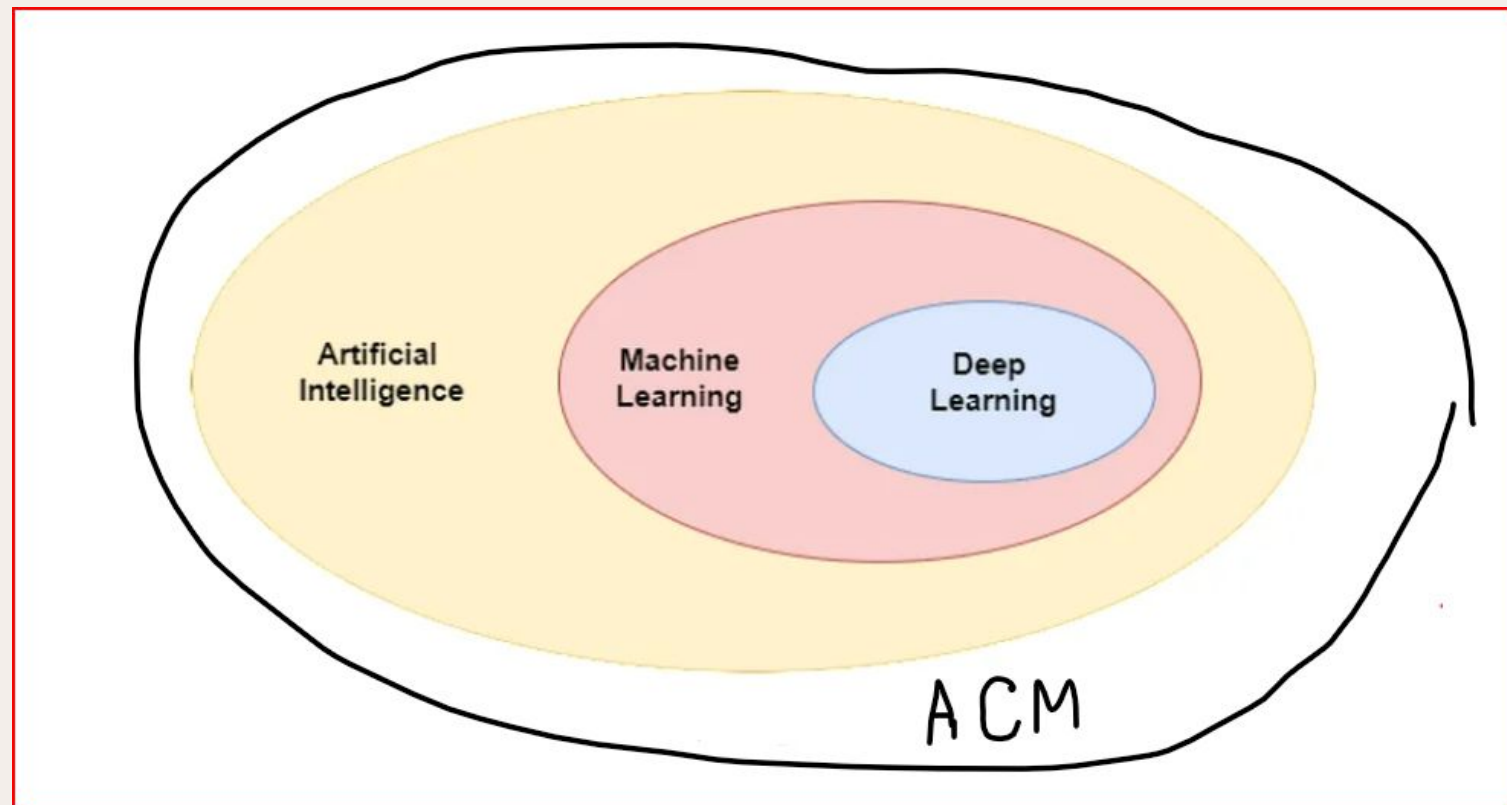 Artificial
Intelligence
Machine
Learning
Deep
Learning
ACM